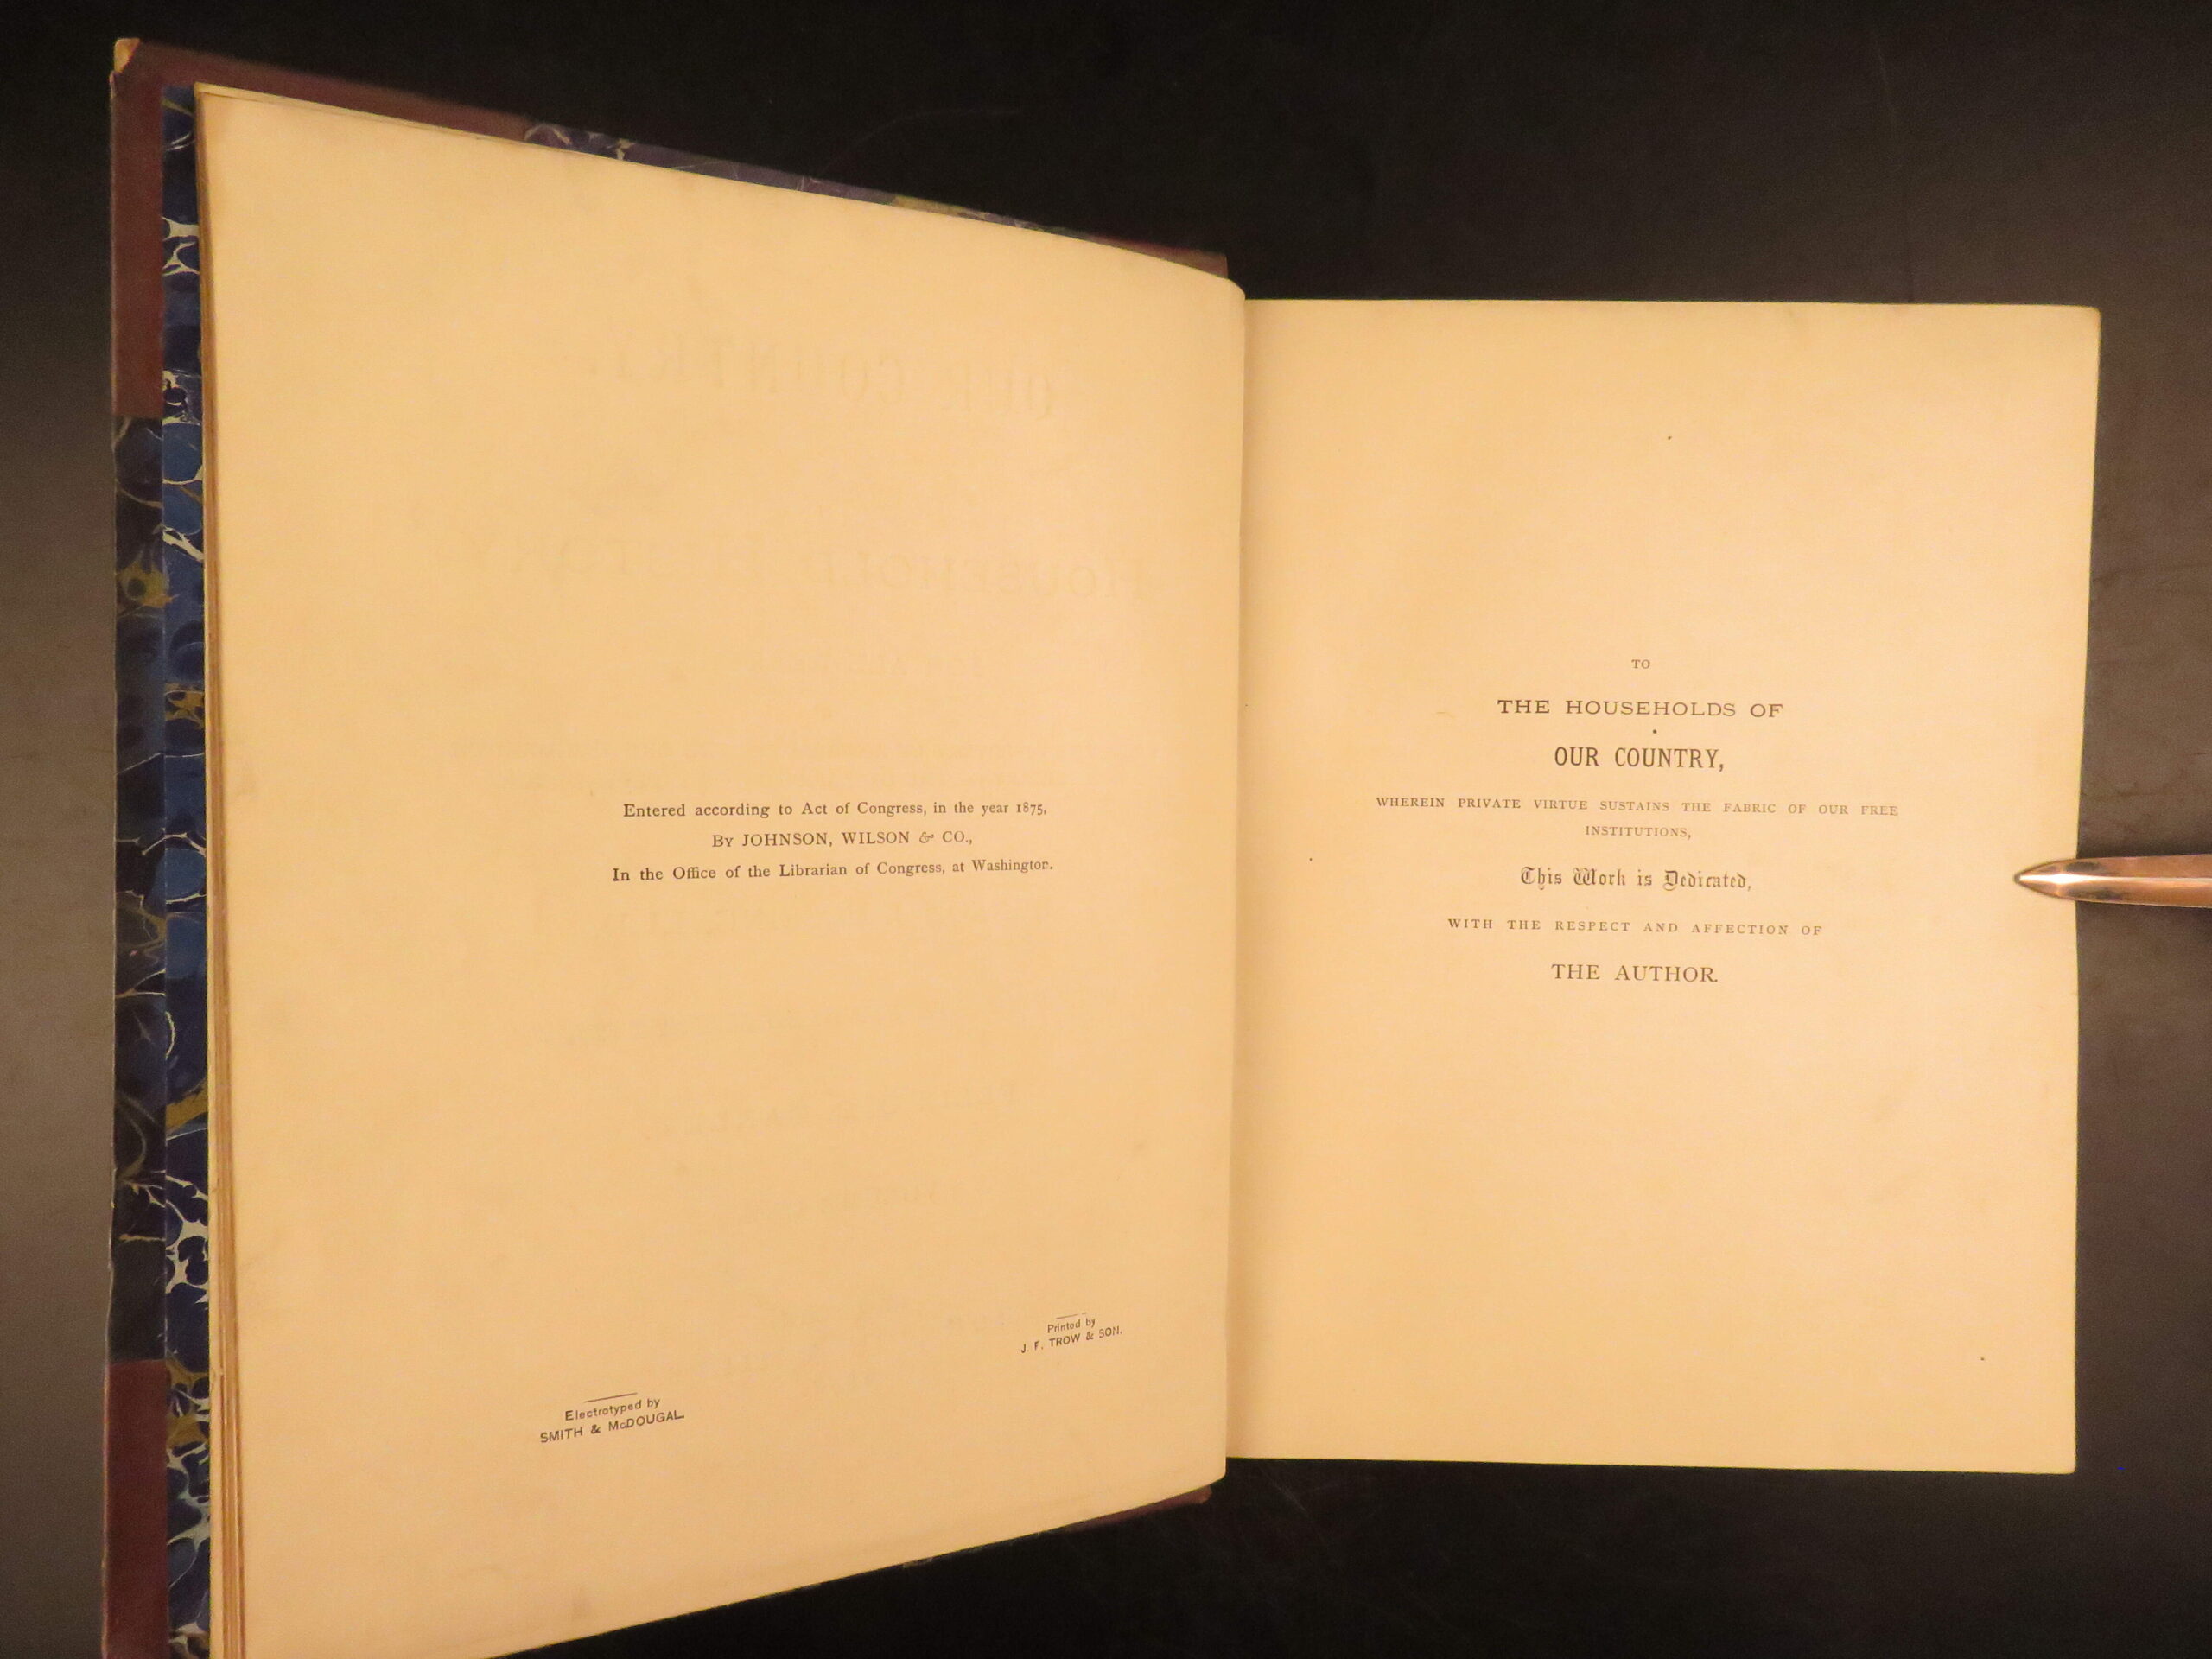 Entered according to Act of Congress, in the year 1875,
By JOHNSON, WILSON & CO.,
In the Office of the Librarian of Congress, at Washington.
Printed by
J. F. TROW & SON.
Electrotyped by
SMITH & McDOUGAL.
TO
THE HOUSEHOLDS OF
OUR COUNTRY,
WHEREIN PRIVATE VIRTUE SUSTAINS THE FABRIC OF OUR FREE
INSTITUTIONS,
This Work is Dedicated,
WITH THE RESPECT AND AFFECTION OF
THE AUTHOR.